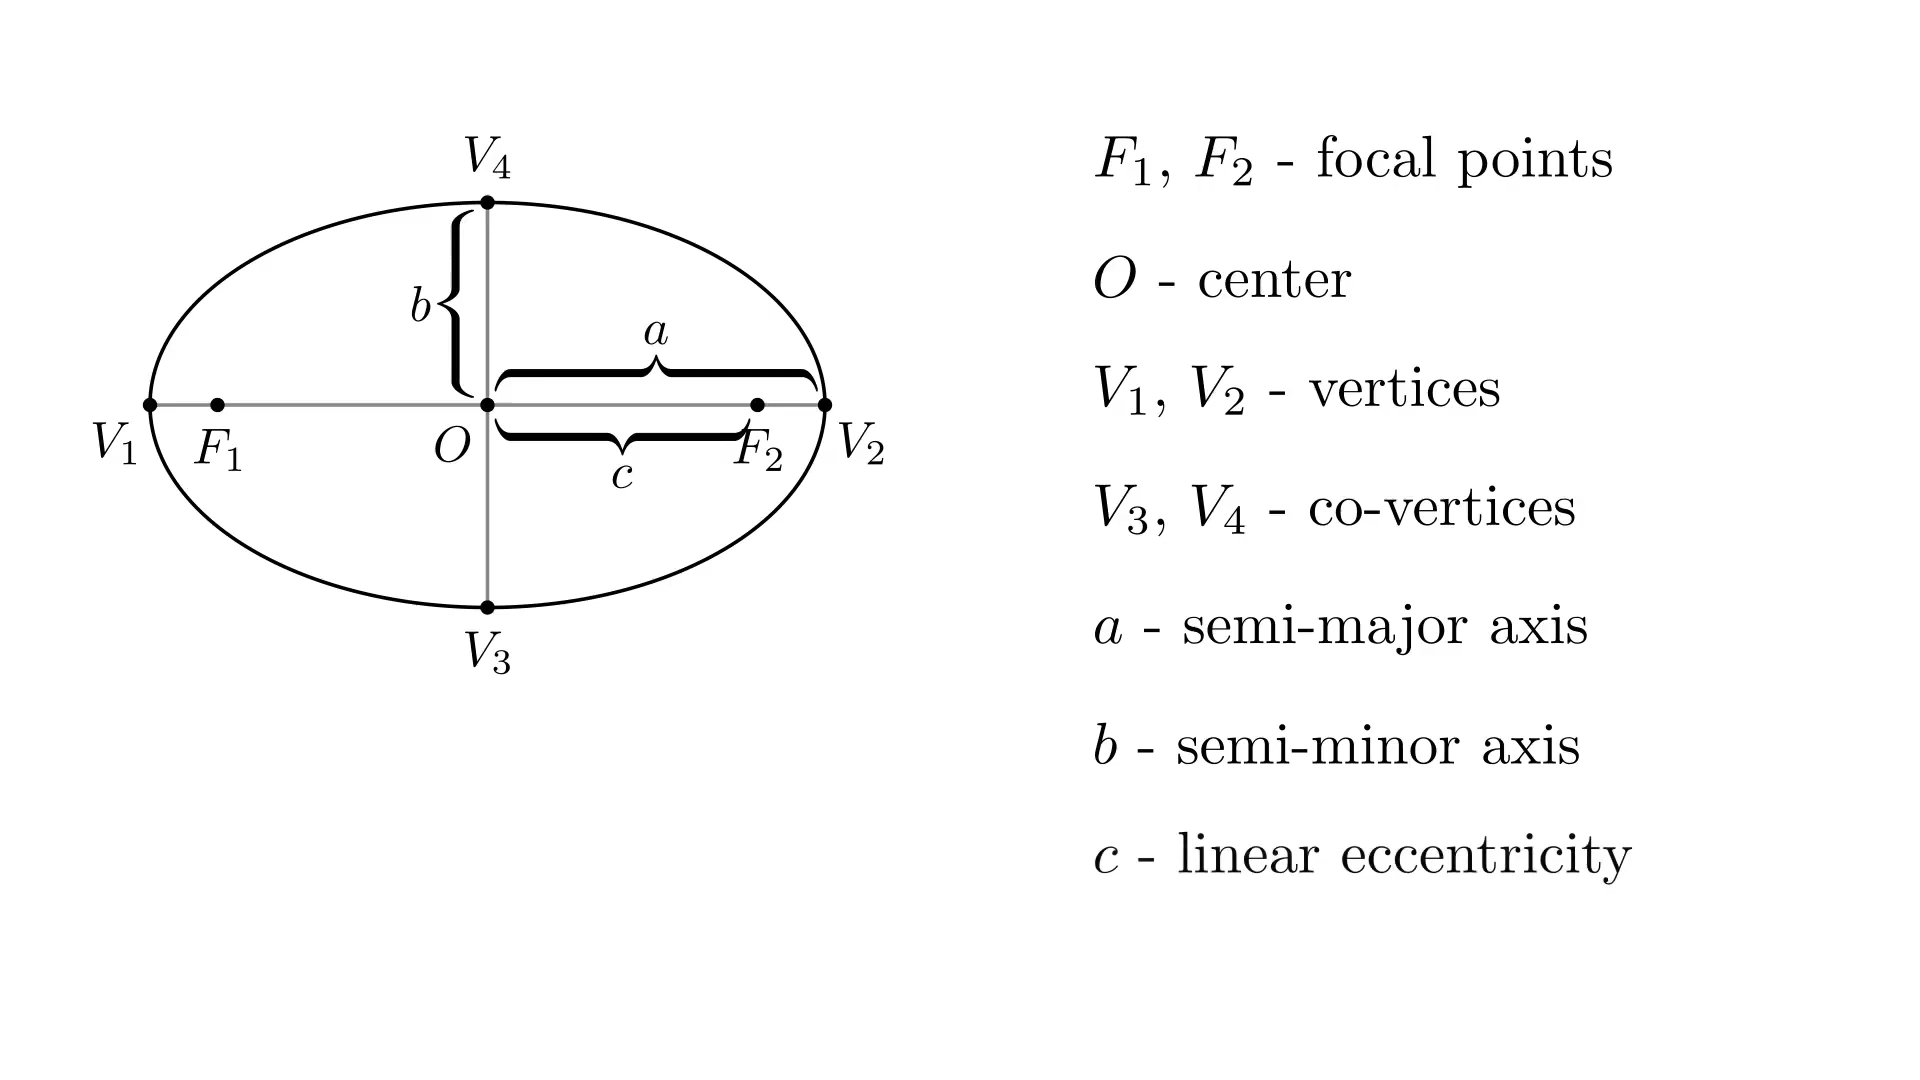 V₄
b
a
V₁ F₁ O c F₂ V₂
V₃
F₁, F₂ - focal points
O - center
V₁, V₂ - vertices
V₃, V₄ - co-vertices
a - semi-major axis
b - semi-minor axis
c - linear eccentricity